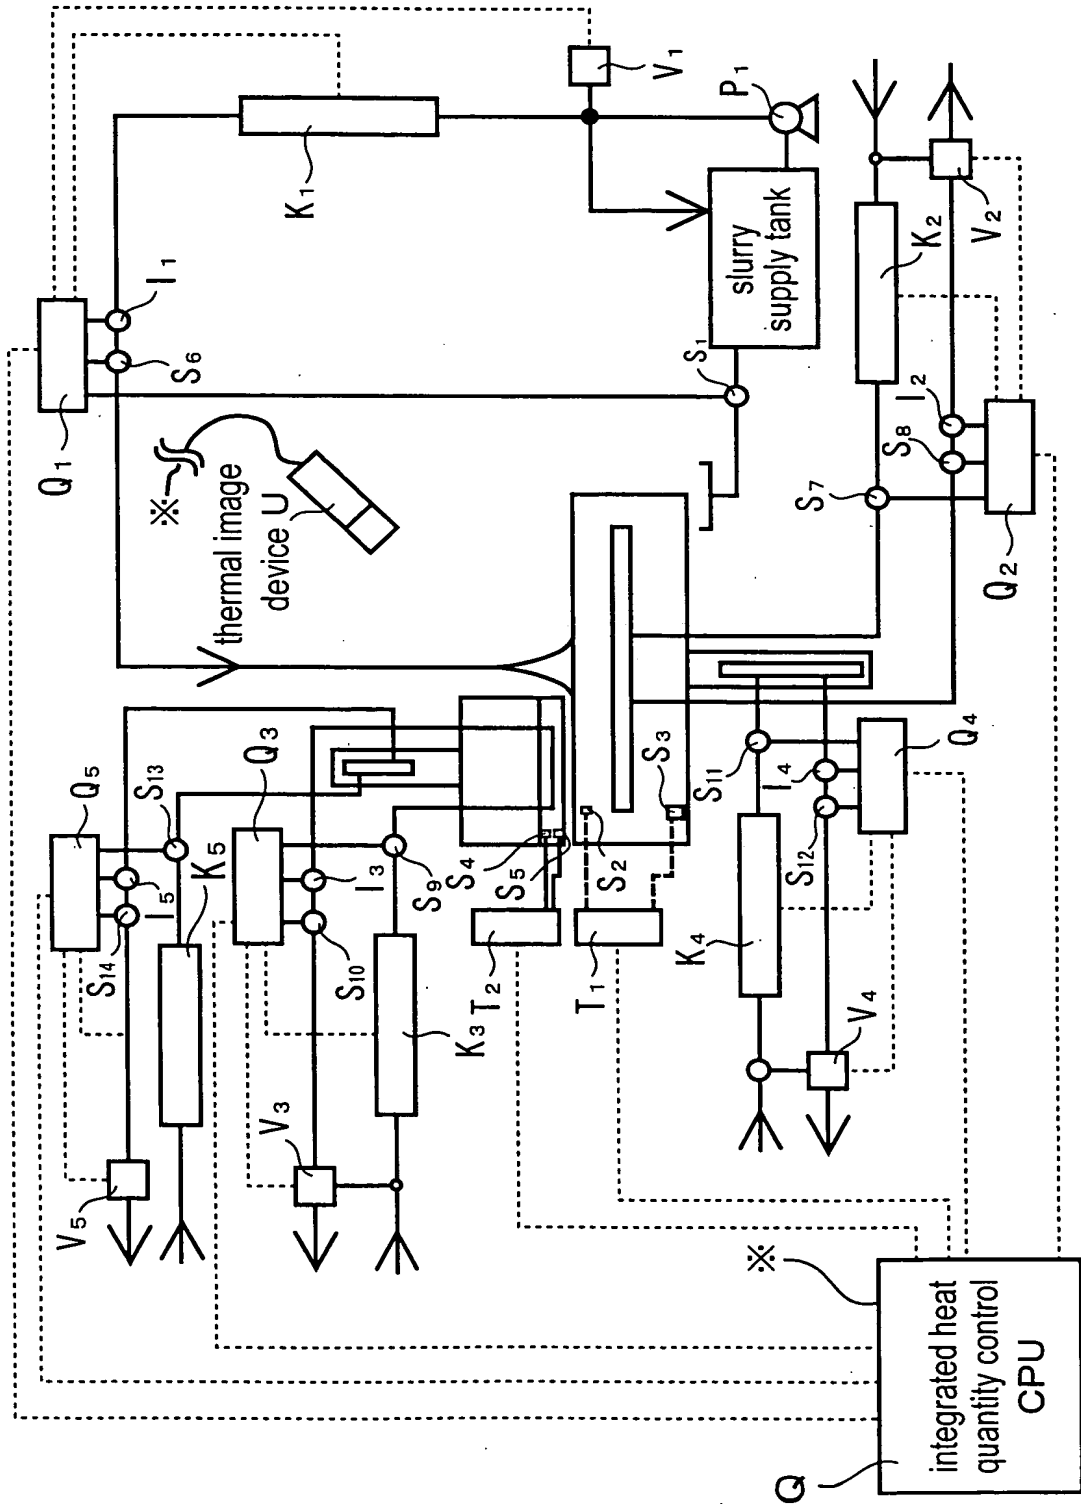 V₁
P₁
K₁
slurry
supply tank
K₂
V₂
I₁
S₆
S₁
I₂
S₈
S₇
Q₁
※
thermal image
device U
Q₂
Q₅
S₁₃
Q₃
S₃
S₁₁
I₄
Q₄
K₅
I₅
S₁₄
I₃
S₉
S₁₀
S₄
S₅
S₂
S₁₂
T₂
T₁
K₄
K₃
V₄
V₅
V₃
※
Q
integrated heat
quantity control
CPU